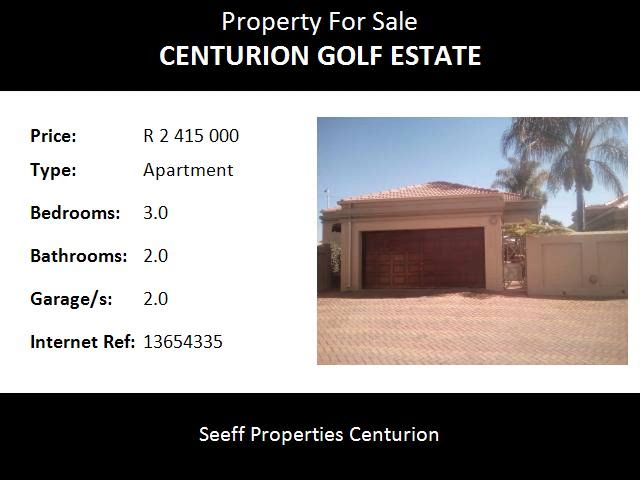 Property For Sale
CENTURION GOLF ESTATE
Price: R 2 415 000
Type: Apartment
Bedrooms: 3.0
Bathrooms: 2.0
Garage/s: 2.0
Internet Ref: 13654335
Seeff Properties Centurion